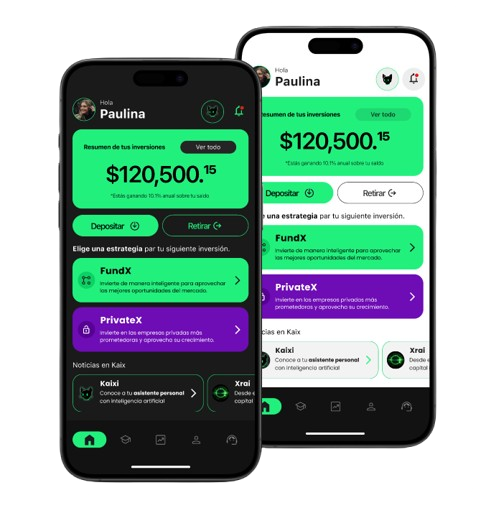 Hola
Paulina
Resumen de tus inversiones
Ver todo
$120,500.15
*Estás ganando 10.1% anual sobre tu saldo
Depositar
Retirar
Elige una estrategia par tu siguiente inversión.
FundX
Invierte de manera inteligente para aprovechar
las mejores oportunidades del mercado.
PrivateX
Invierte en las empresas privadas más
prometedoras y aprovecha su crecimiento.
Noticias en Kaix
Kaixi
Conoce a tu asistente personal
con inteligencia artificial
Xrai
Desde e
capital
Hola
Paulina
esumen de tus inversiones
Ver todo
$120,500.15
*Estás ganando 10.1% anual sobre tu saldo
Depositar
Retirar
e una estrategia par tu siguiente inversión.
FundX
Invierte de manera inteligente para aprovechar
las mejores oportunidades del mercado.
PrivateX
Invierte en las empresas privadas más
prometedoras y aprovecha su crecimiento.
cias en Kaix
Kaixi
Conoce a tu asistente personal
con inteligencia artificial
Xrai
Desde e
capital